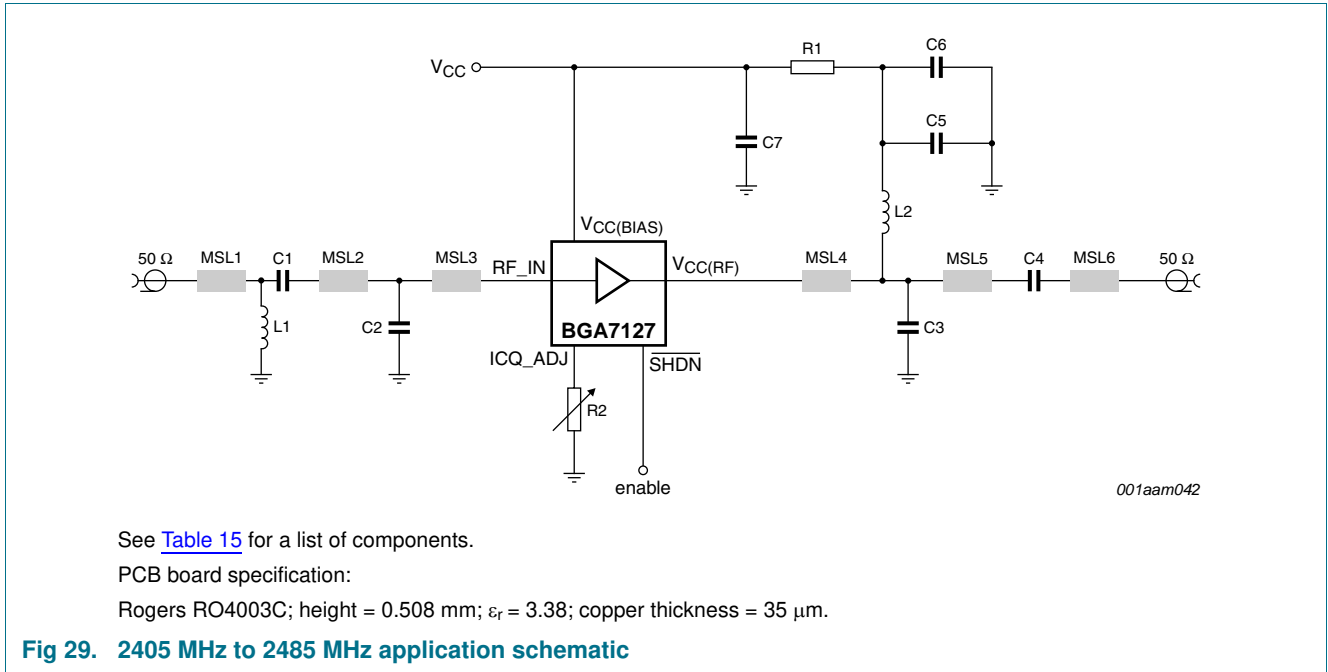 V_CC
R1
C6
C5
C7
L2
V_CC(BIAS)
50 Ω
MSL1
C1
MSL2
MSL3
RF_IN
V_CC(RF)
MSL4
MSL5
C4
MSL6
50 Ω
L1
C2
BGA7127
C3
ICQ_ADJ
SHDN
R2
enable
001aam042
See Table 15 for a list of components.
PCB board specification:
Rogers RO4003C; height = 0.508 mm; εr = 3.38; copper thickness = 35 μm.
Fig 29. 2405 MHz to 2485 MHz application schematic